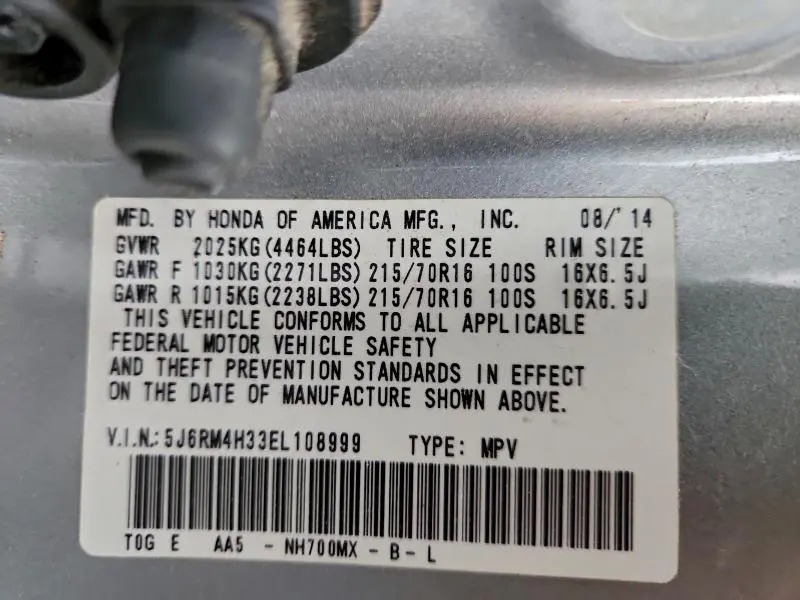 MFD. BY HONDA OF AMERICA MFG., INC. 08/'14
GVWR 2025KG(4464LBS) TIRE SIZE RIM SIZE
GAWR F 1030KG(2271LBS) 215/70R16 100S 16X6.5J
GAWR R 1015KG(2238LBS) 215/70R16 100S 16X6.5J
THIS VEHICLE CONFORMS TO ALL APPLICABLE
FEDERAL MOTOR VEHICLE SAFETY
AND THEFT PREVENTION STANDARDS IN EFFECT
ON THE DATE OF MANUFACTURE SHOWN ABOVE.
V.I.N.: 5J6RM4H33EL108999 TYPE: MPV
T0G E AA5 - NH700MX - B - L